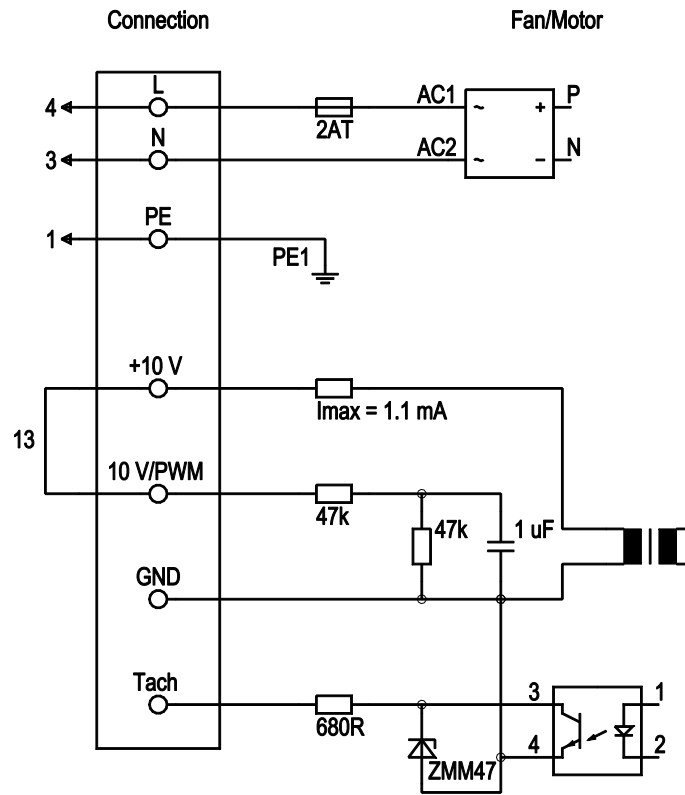 Connection Fan/Motor
L
4 AC1 ~ + P
2AT
N
3 AC2 ~ – N
PE
1 PE1
+10 V
Imax = 1.1 mA
13
10 V/PWM
47k
47k 1 uF
GND
Tach 3 1
680R
4 2
ZMM47